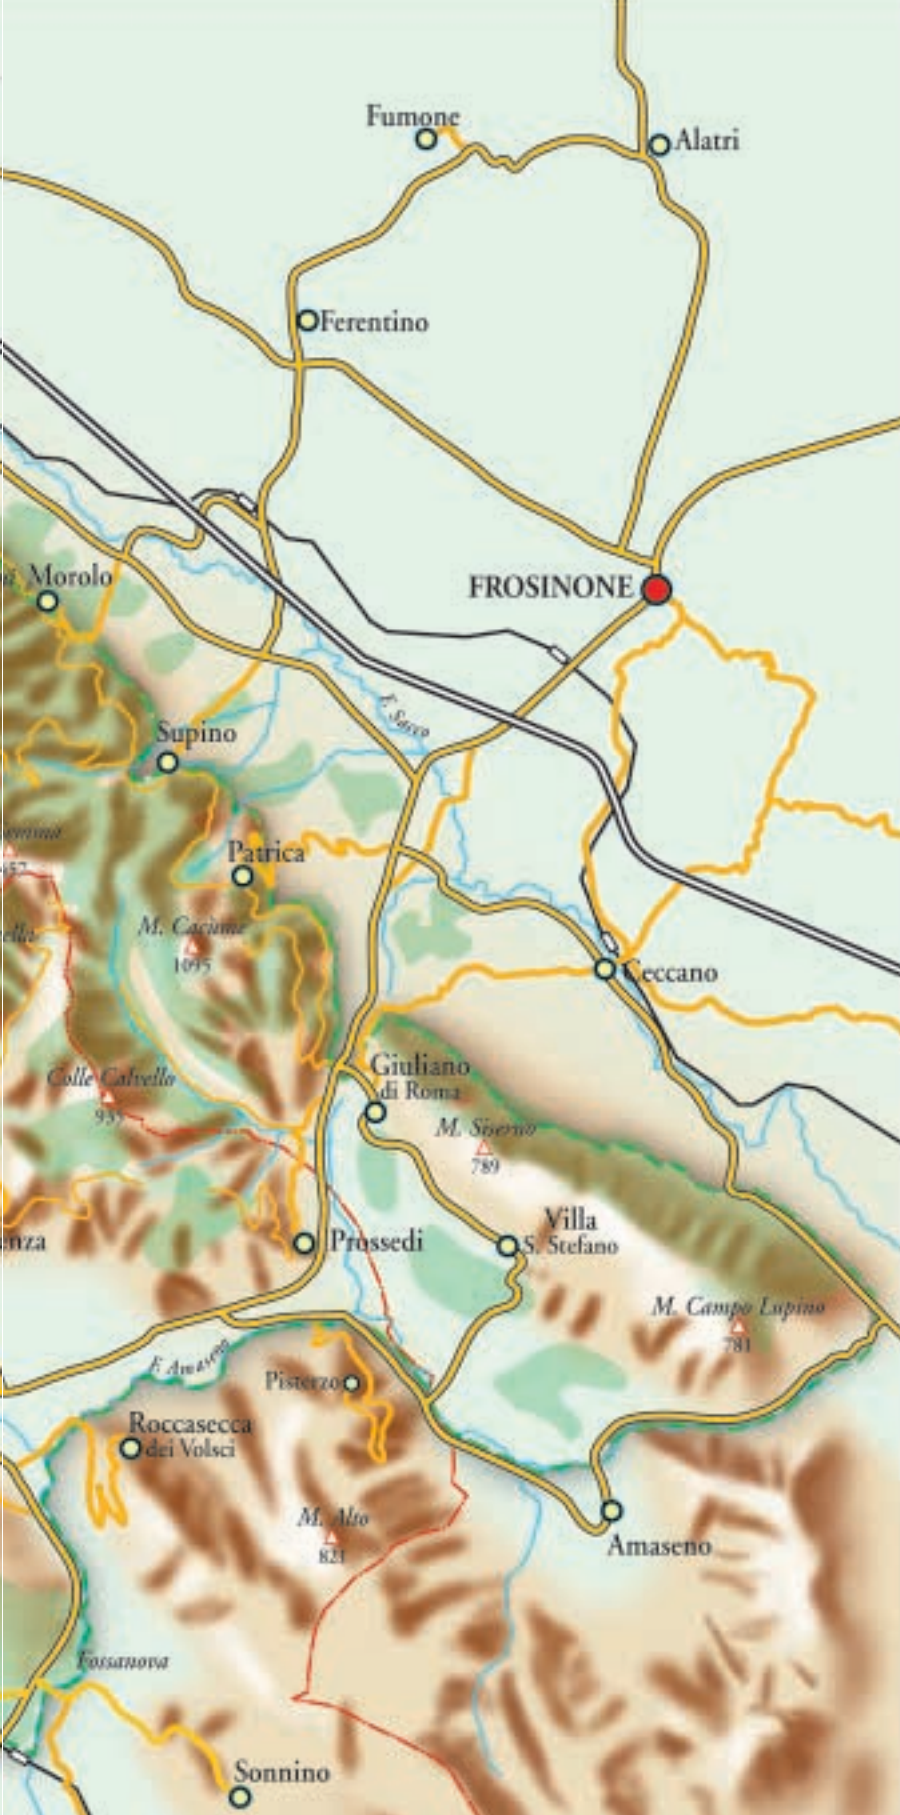 Fumone
Alatri
Ferentino
FROSINONE
Morolo
F. Sacco
Supino
Patrica
M. Cacume
1095
Ceccano
Giuliano
di Roma
Colle Calvello
935
M. Siserno
789
Villa
S. Stefano
Prossedi
M. Campo Lupino
781
F. Amaseno
Pisterzo
Roccasecca
dei Volsci
M. Alto
821
Amaseno
Fossanova
Sonnino